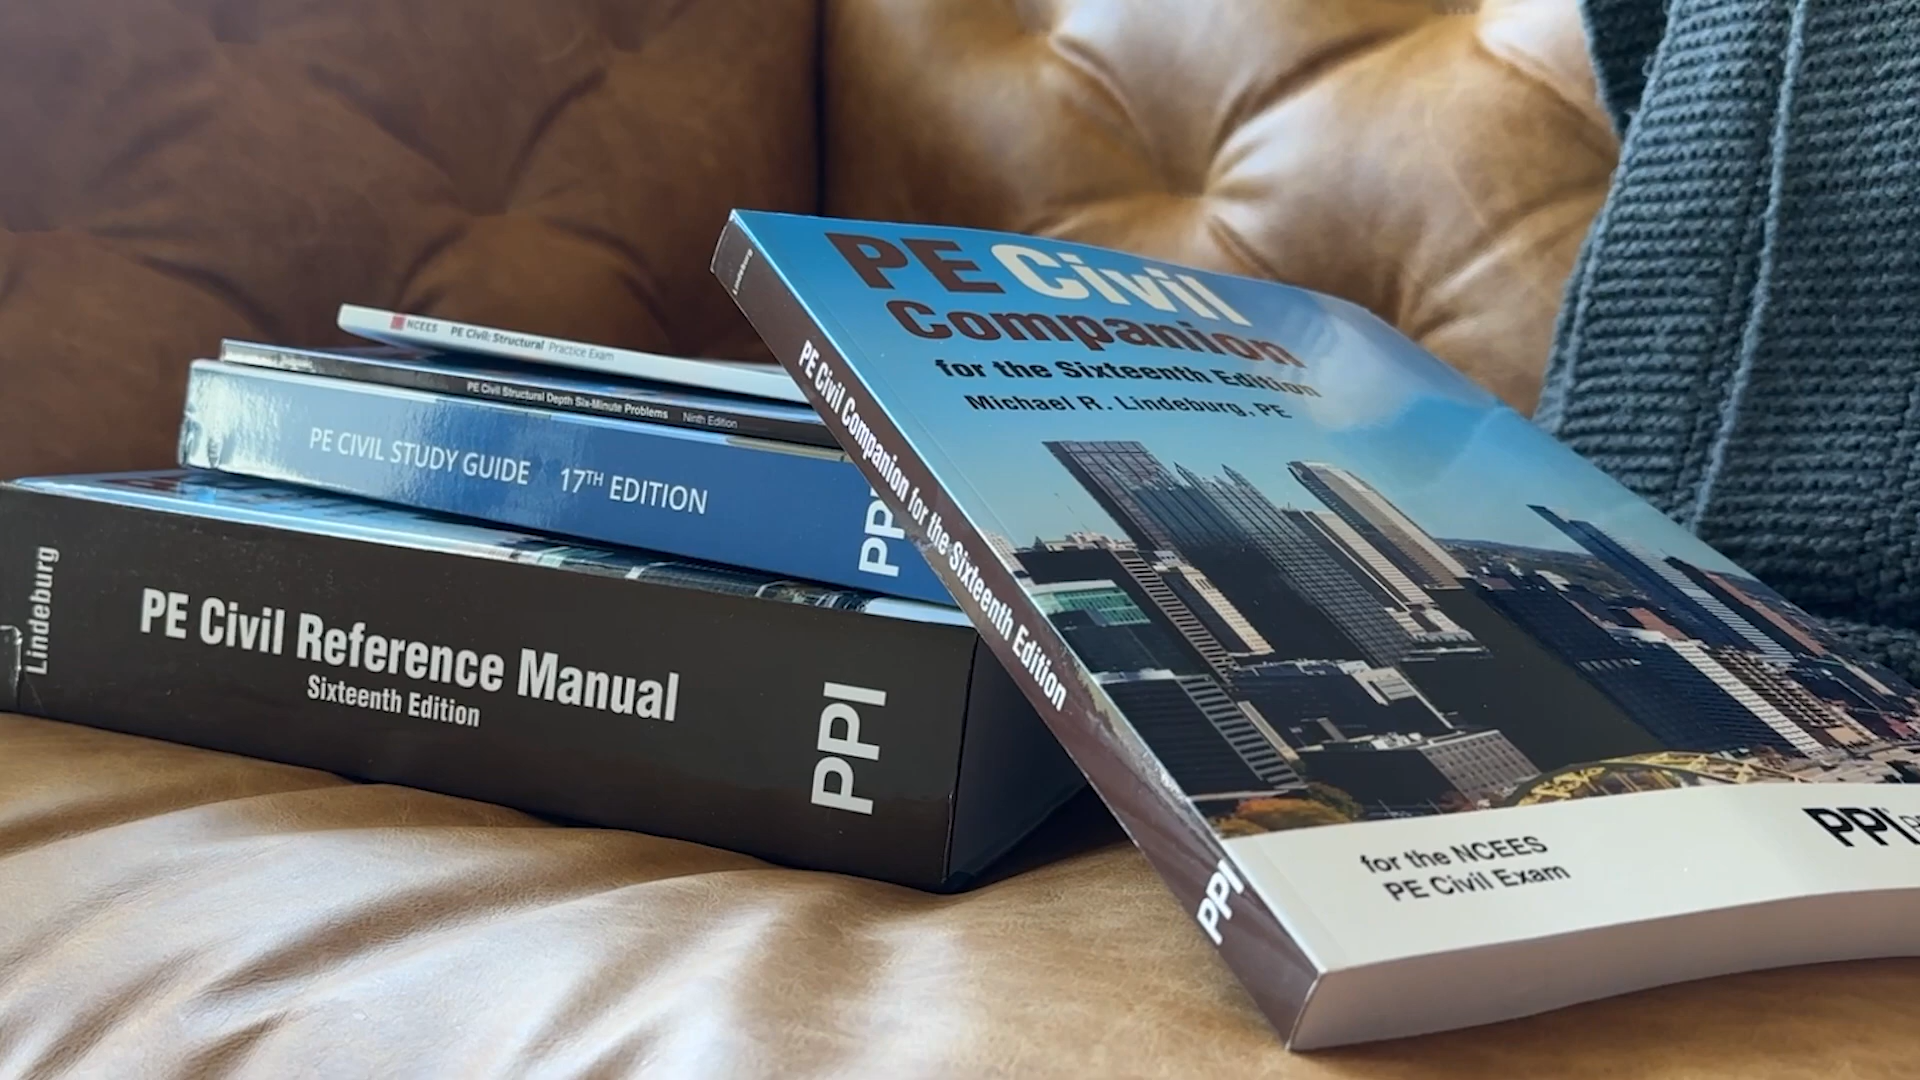 NCEES PE Civil: Structural Practice Exam
PE Civil Structural Depth Six-Minute Problems Ninth Edition
PE CIVIL STUDY GUIDE 17TH EDITION
PPI
Lindeburg
PE Civil Reference Manual
Sixteenth Edition
PPI
Lindeburg
PE Civil Companion for the Sixteenth Edition
PPI
PE Civil
Companion
for the Sixteenth Edition
Michael R. Lindeburg, PE
for the NCEES
PE Civil Exam
PPI